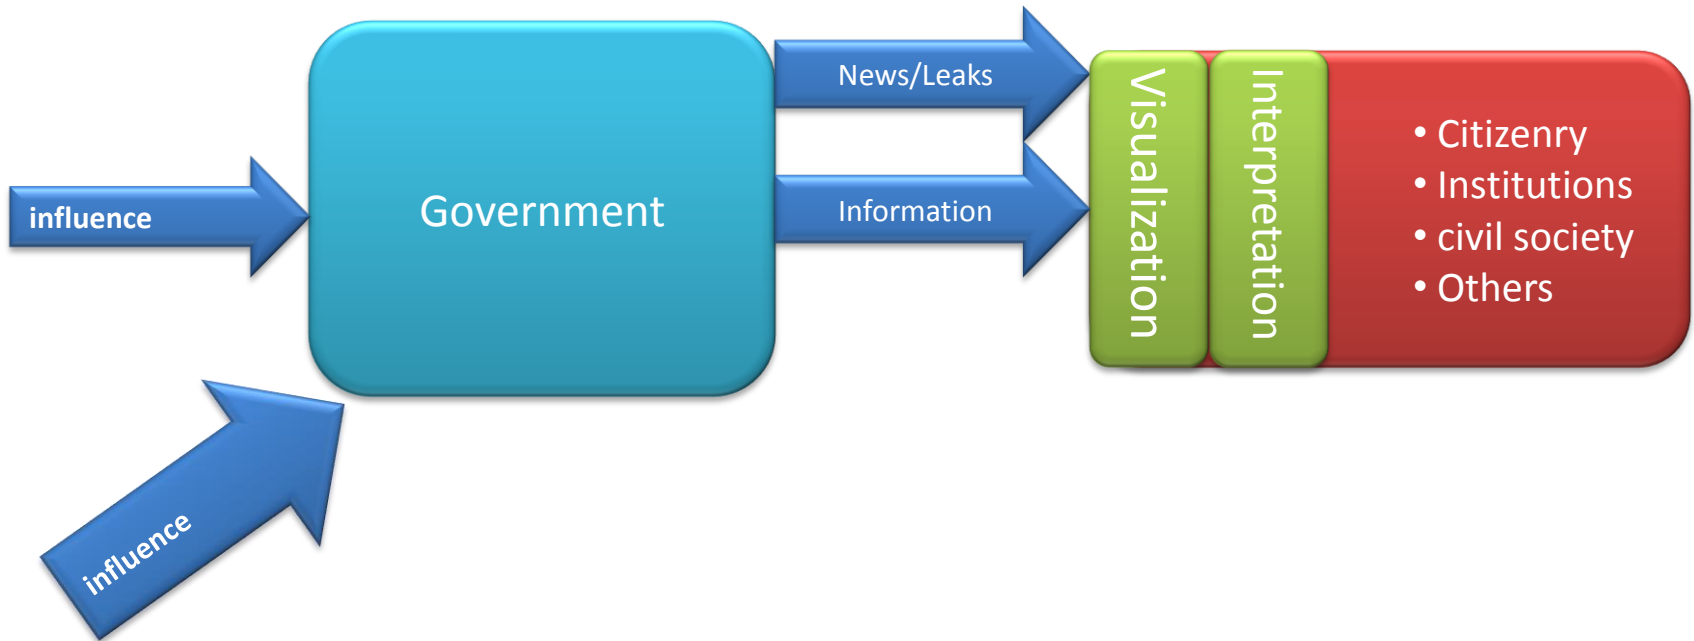 influence
Government
News/Leaks
Information
Visualization
Interpretation
• Citizenry
• Institutions
• civil society
• Others
influence